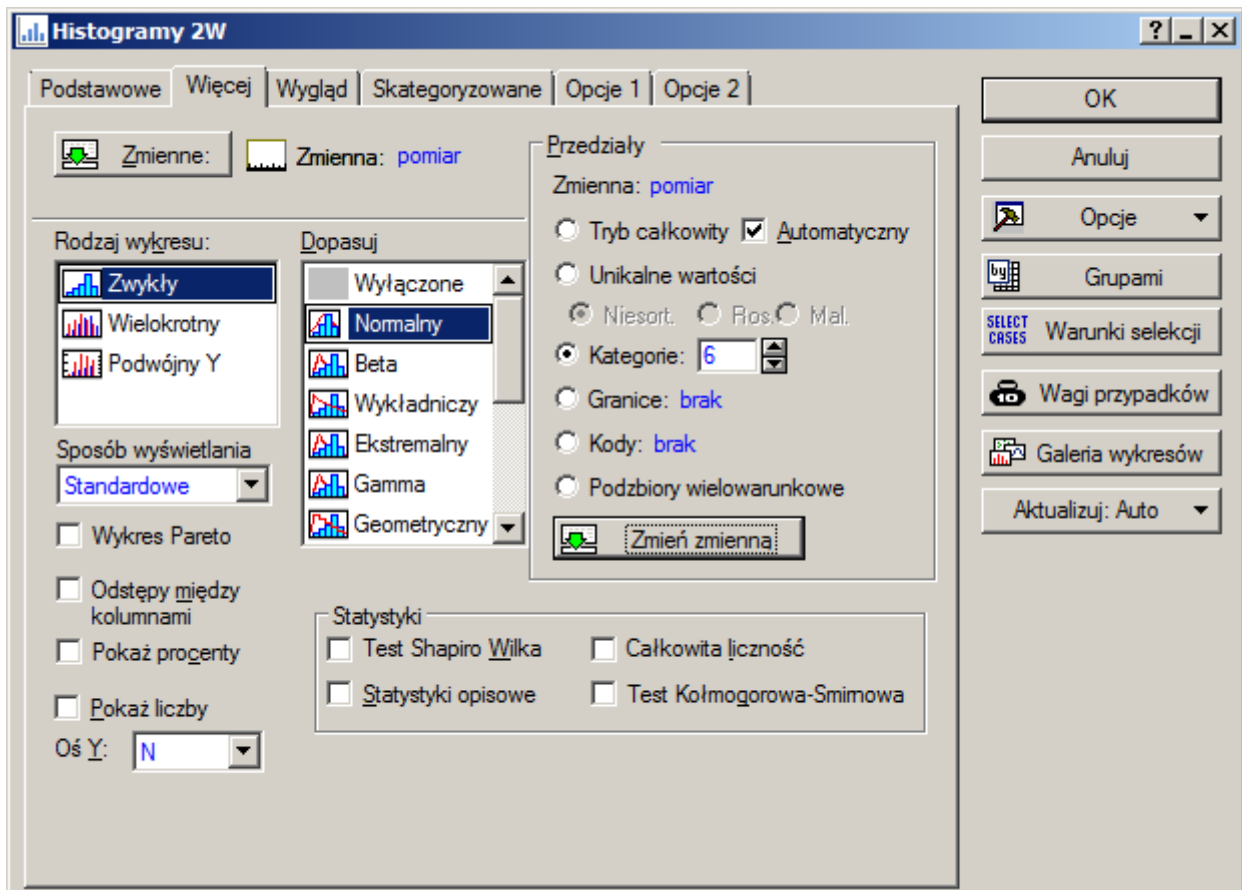 Histogramy 2W
Podstawowe Więcej Wygląd Skategoryzowane Opcje 1 Opcje 2
Zmienne: Zmienna: pomiar
Rodzaj wykresu:
Zwykły
Wielokrotny
Podwójny Y
Sposób wyświetlania
Standardowe
Wykres Pareto
Odstępy między
kolumnami
Pokaż procenty
Pokaż liczby
Oś Y: N
Dopasuj
Wyłączone
Normalny
Beta
Wykładniczy
Ekstremalny
Gamma
Geometryczny
Przedziały
Zmienna: pomiar
Tryb całkowity Automatyczny
Unikalne wartości
Niesort. Ros. Mal.
Kategorie: 6
Granice: brak
Kody: brak
Podzbiory wielowarunkowe
Zmień zmienną
Statystyki
Test Shapiro Wilka Całkowita liczność
Statystyki opisowe Test Kołmogorowa-Smirnowa
OK
Anuluj
Opcje
by Grupami
SELECT
CASES Warunki selekcji
Wagi przypadków
Galeria wykresów
Aktualizuj: Auto